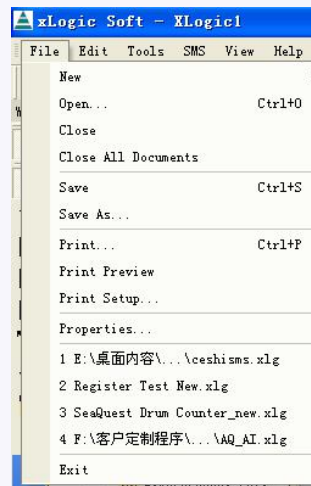 xLogic Soft - XLogic1
File Edit Tools SMS View Help
New
Open... Ctrl+O
Close
Close All Documents
Save Ctrl+S
Save As...
Print... Ctrl+P
Print Preview
Print Setup...
Properties...
1 E:\桌面内容\...\ceshisms.xlg
2 Register Test New.xlg
3 SeaQuest Drum Counter_new.xlg
4 F:\客户定制程序\...\AQ_AI.xlg
Exit